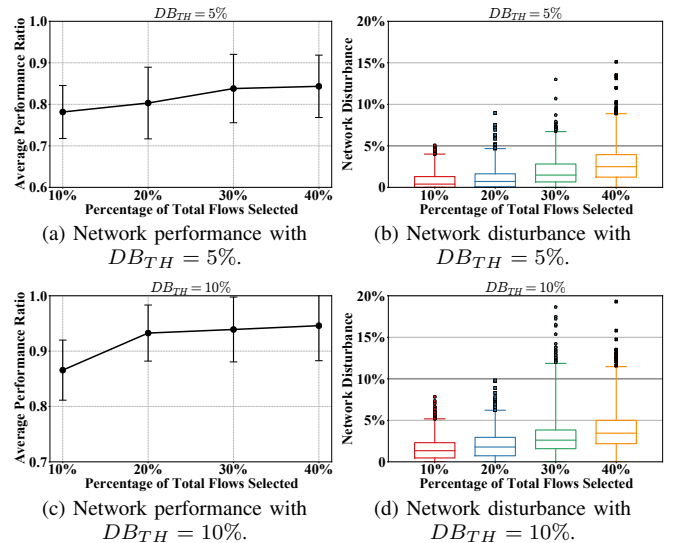 DB_TH = 5%
1.0
0.9
0.8
0.7
0.6
Average Performance Ratio
10% 20% 30% 40%
Percentage of Total Flows Selected
(a) Network performance with
DB_TH = 5%.
DB_TH = 5%
20%
15%
10%
5%
0
Network Disturbance
10% 20% 30% 40%
Percentage of Total Flows Selected
(b) Network disturbance with
DB_TH = 5%.
DB_TH = 10%
1.0
0.9
0.8
0.7
Average Performance Ratio
10% 20% 30% 40%
Percentage of Total Flows Selected
(c) Network performance with
DB_TH = 10%.
DB_TH = 10%
20%
15%
10%
5%
0
Network Disturbance
10% 20% 30% 40%
Percentage of Total Flows Selected
(d) Network disturbance with
DB_TH = 10%.